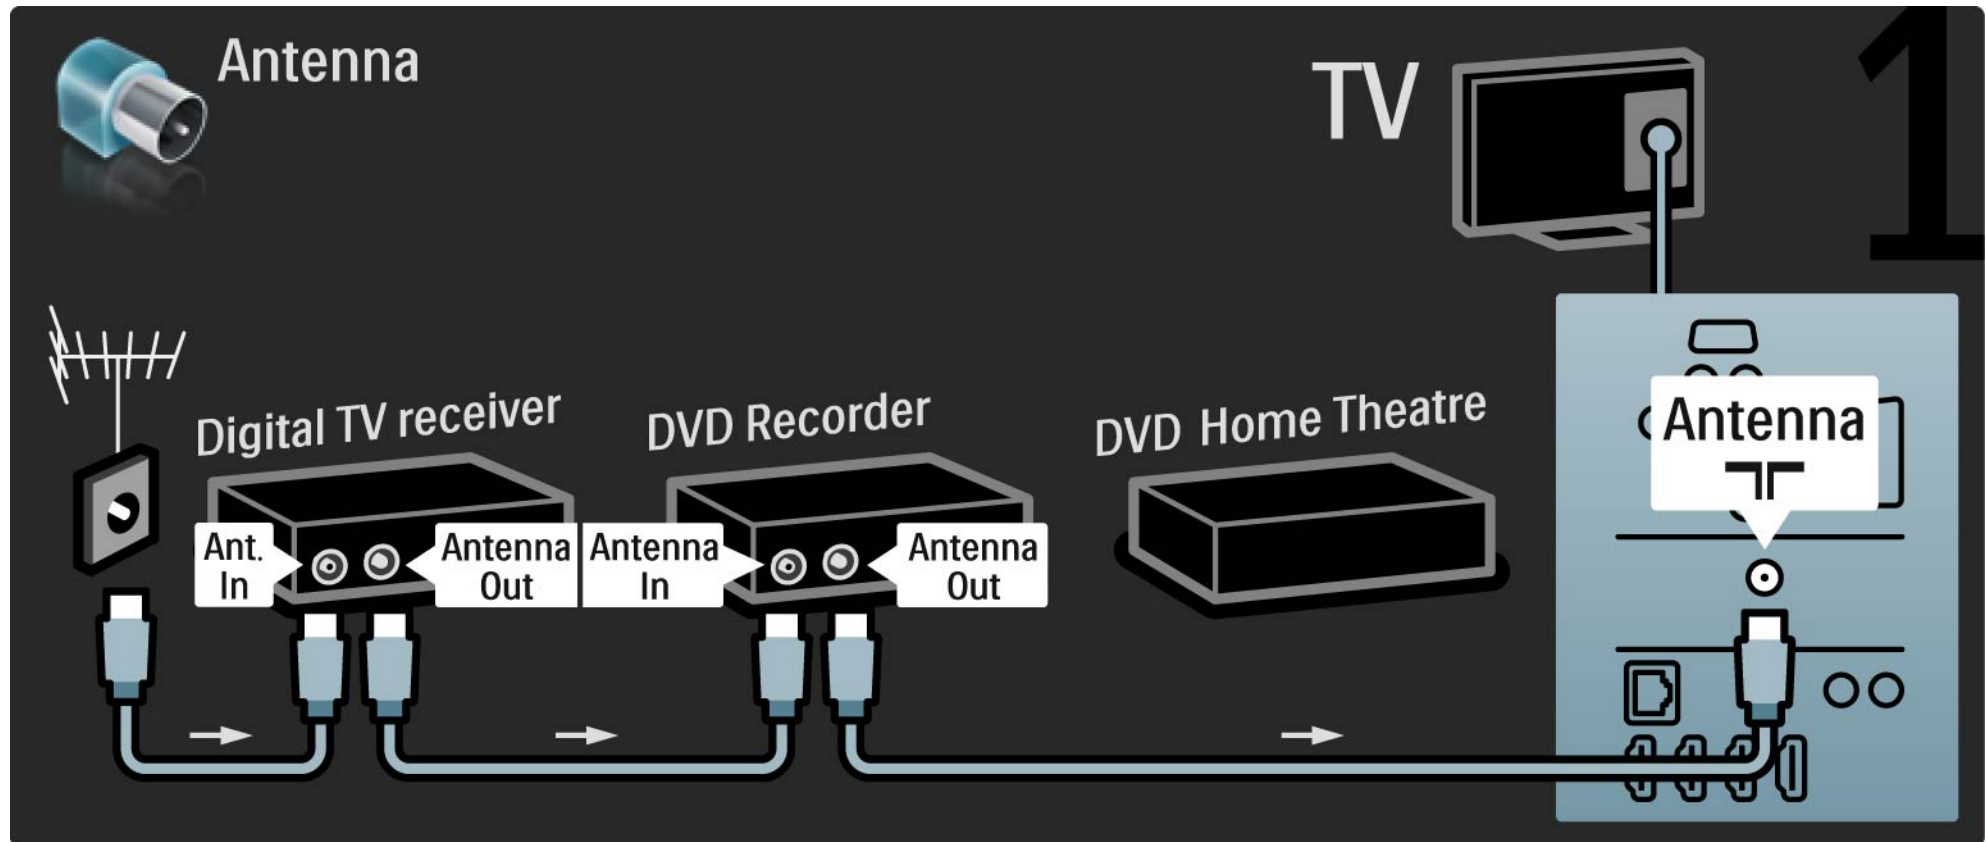 Antenna
TV
1
Digital TV receiver
DVD Recorder
DVD Home Theatre
Antenna
Ant.
In
Antenna
Out
Antenna
In
Antenna
Out